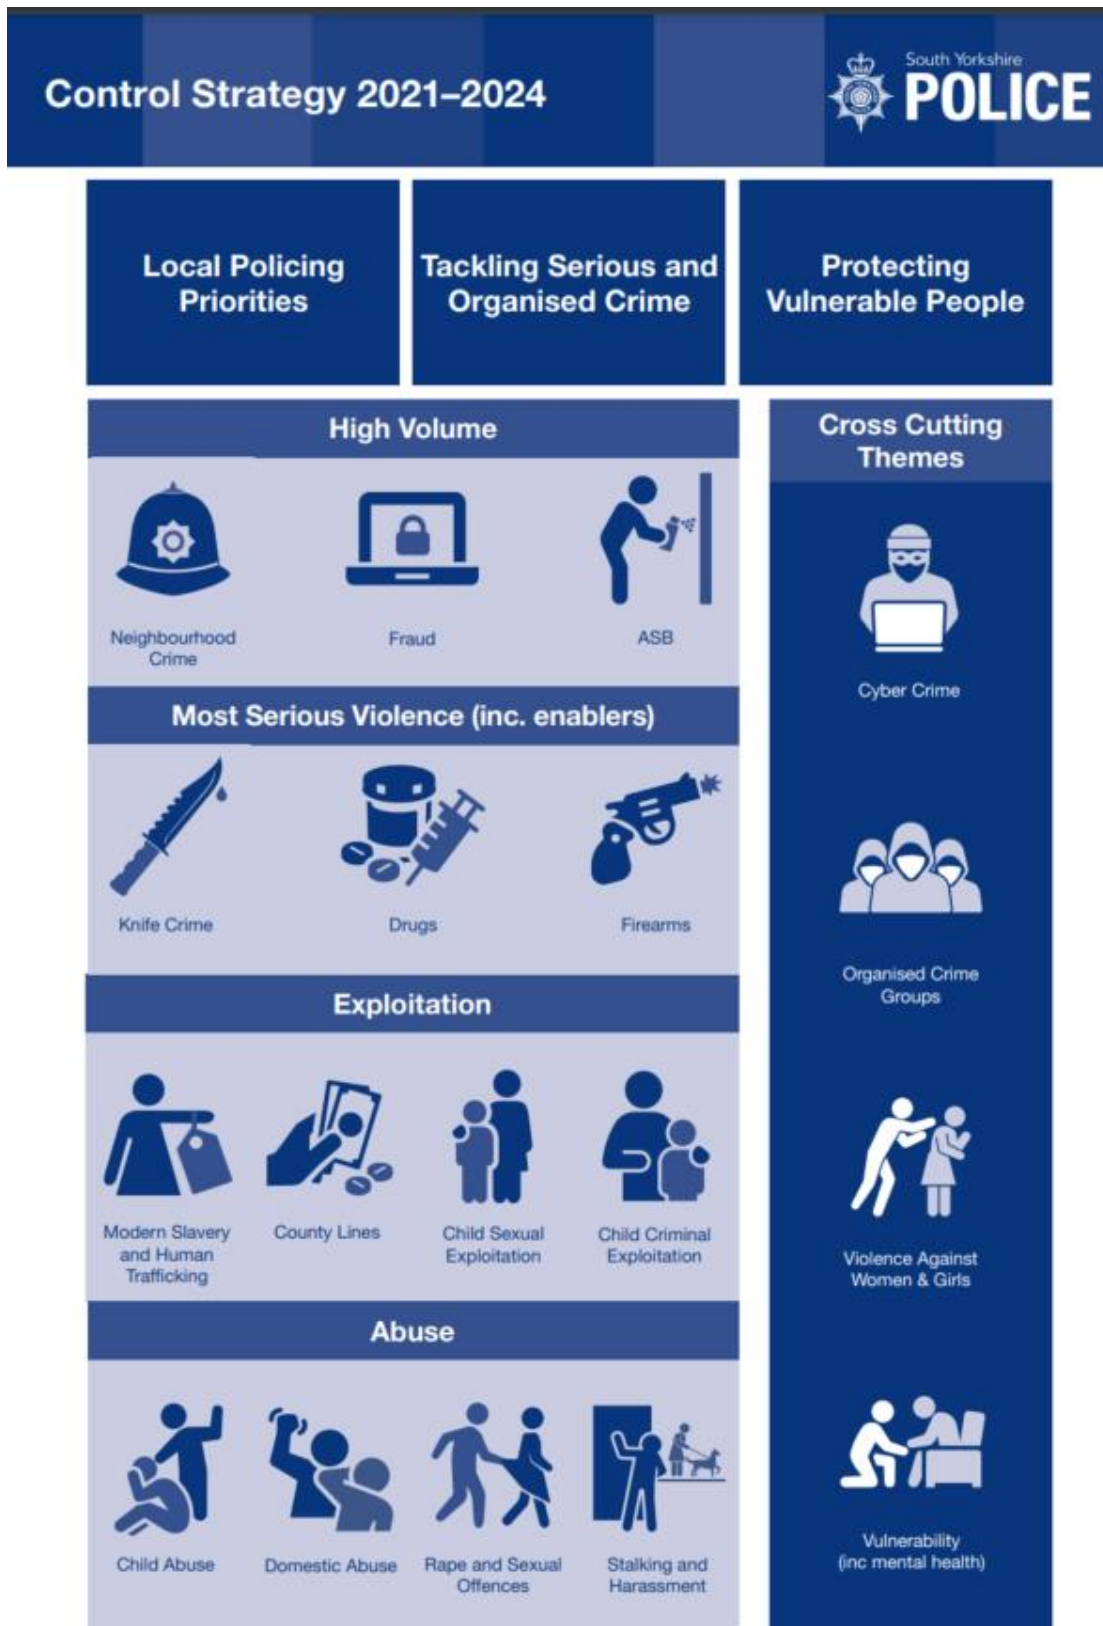 Control Strategy 2021–2024
South Yorkshire
POLICE
Local Policing
Priorities
Tackling Serious and
Organised Crime
Protecting
Vulnerable People
High Volume
Neighbourhood
Crime
Fraud
ASB
Most Serious Violence (inc. enablers)
Knife Crime
Drugs
Firearms
Exploitation
Modern Slavery
and Human
Trafficking
County Lines
Child Sexual
Exploitation
Child Criminal
Exploitation
Abuse
Child Abuse
Domestic Abuse
Rape and Sexual
Offences
Stalking and
Harassment
Cross Cutting
Themes
Cyber Crime
Organised Crime
Groups
Violence Against
Women & Girls
Vulnerability
(inc mental health)